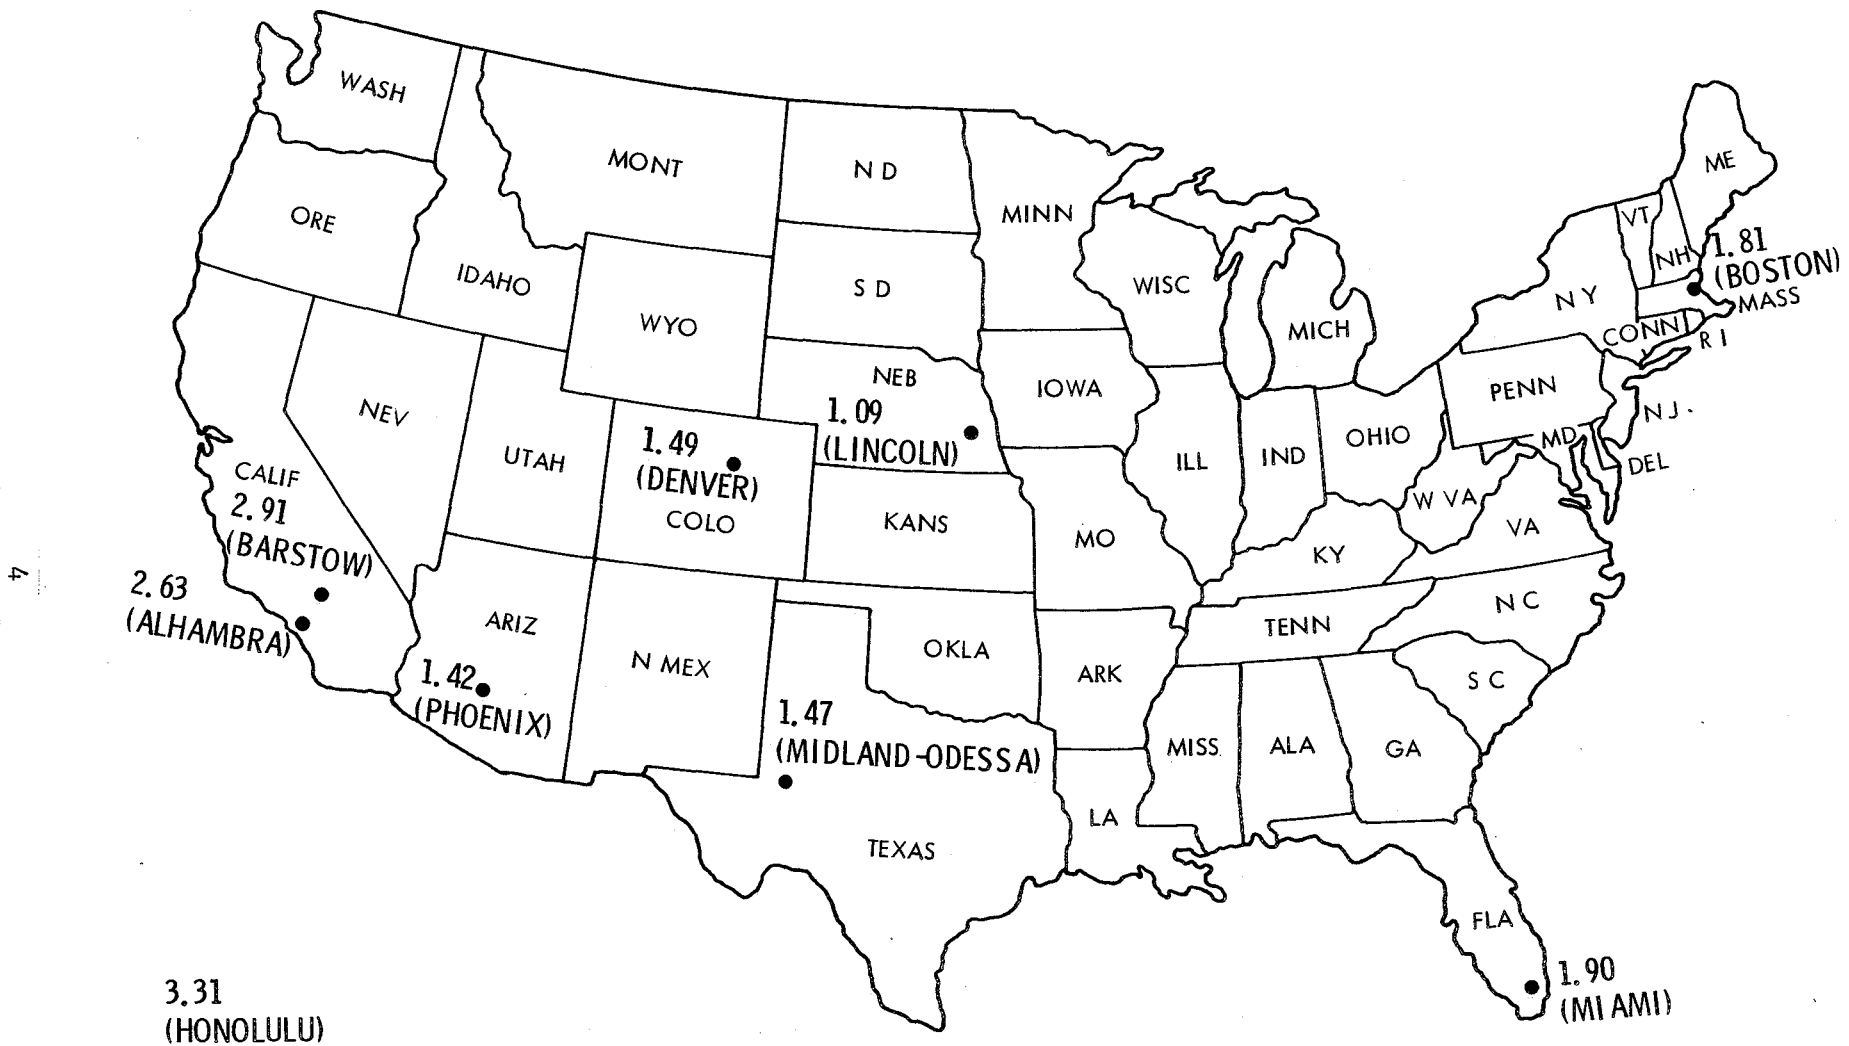 WASH
MONT
N D
MINN
ME
ORE
IDAHO
S D
WISC
VT
NH
1.81
(BOSTON)
MASS
N Y
WYO
MICH
CONN
R I
NEB
IOWA
PENN
N J.
NEV
1.09
(LINCOLN)
OHIO
MD
DEL
UTAH
1.49
(DENVER)
COLO
ILL
IND
W VA
VA
CALIF
2.91
(BARSTOW)
KANS
MO
KY
4
2.63
(ALHAMBRA)
ARIZ
N MEX
OKLA
ARK
TENN
N C
S C
1.42
(PHOENIX)
1.47
(MIDLAND-ODESSA)
MISS
ALA
GA
LA
TEXAS
FLA
1.90
(MIAMI)
3.31
(HONOLULU)